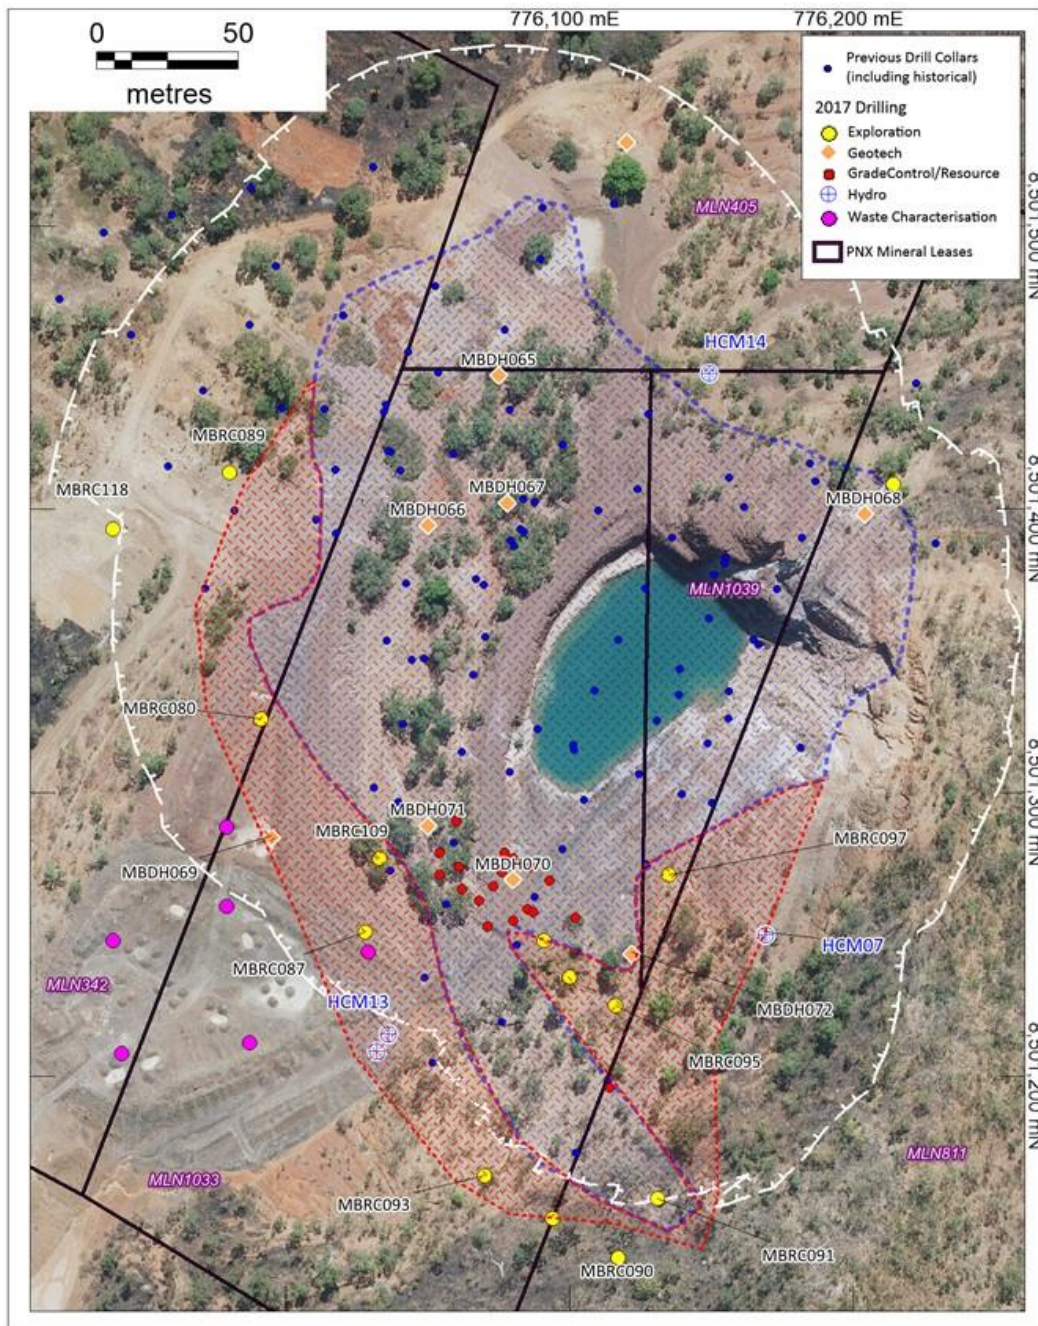 776,100 mE
776,200 mE
0
50
metres
Previous Drill Collars
(including historical)
2017 Drilling
Exploration
Geotech
GradeControl/Resource
Hydro
Waste Characterisation
PNX Mineral Leases
8,501,500 mN
MLN405
HCM14
MBDH065
MBRC089
MBRC118
MBDH067
MBDH066
MBDH068
8,501,400 mN
MLN1039
MBRC080
8,501,300 mN
MBDH071
MBRC109
MBRC097
MBDH070
MBDH069
HCM07
MBRC087
MLN342
HCM13
MBDH072
MBRC095
8,501,200 mN
MLN811
MLN1033
MBRC093
MBRC091
MBRC090